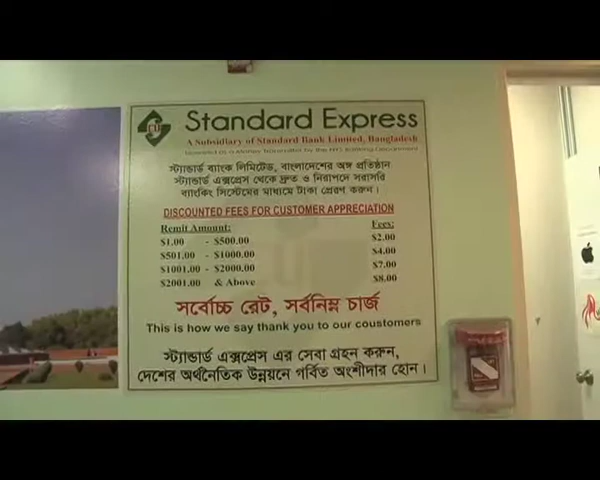 Standard Express
A Subsidiary of Standard Bank Limited, Bangladesh
স্ট্যান্ডার্ড ব্যাংক লিমিটেড, বাংলাদেশের অঙ্গ প্রতিষ্ঠান
স্ট্যান্ডার্ড এক্সপ্রেস থেকে দ্রুত ও নিরাপদে সরাসরি
ব্যাংকিং সিস্টেমের মাধ্যমে টাকা প্রেরণ করুন।
DISCOUNTED FEES FOR CUSTOMER APPRECIATION
Remit Amount: Fees:
$1.00 - $500.00 $2.00
$501.00 - $1000.00 $4.00
$1001.00 - $2000.00 $7.00
$2001.00 & Above $8.00
সর্বোচ্চ রেট, সর্বনিম্ন চার্জ
This is how we say thank you to our coustomers
স্ট্যান্ডার্ড এক্সপ্রেস এর সেবা গ্রহন করুন,
দেশের অর্থনৈতিক উন্নয়নে গর্বিত অংশীদার হোন।